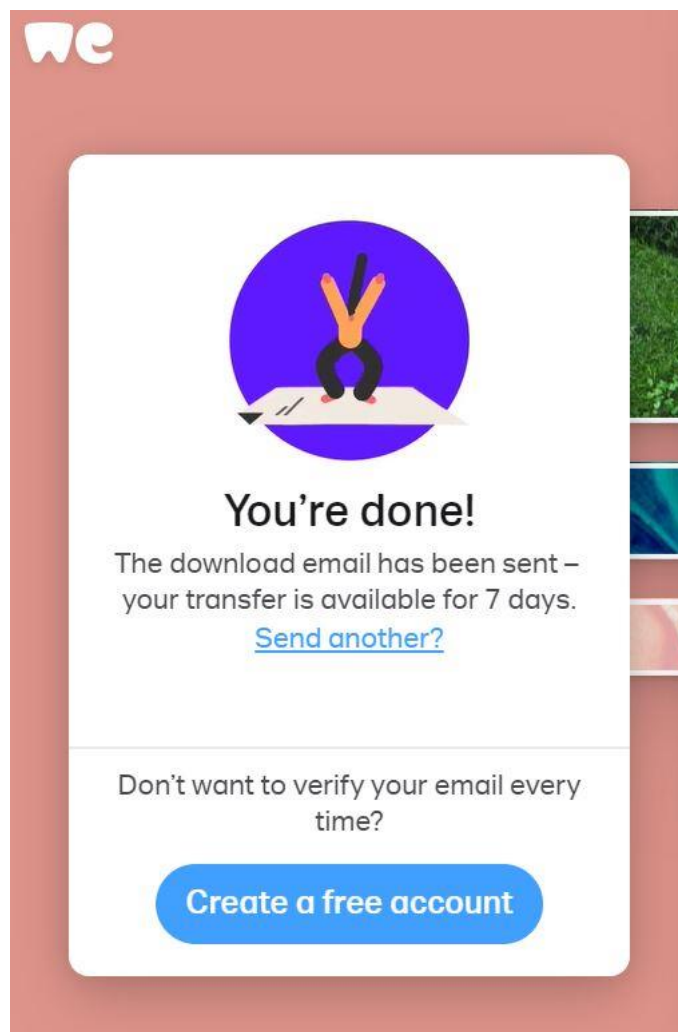 we
You’re done!
The download email has been sent –
your transfer is available for 7 days.
Send another?
Don’t want to verify your email every
time?
Create a free account